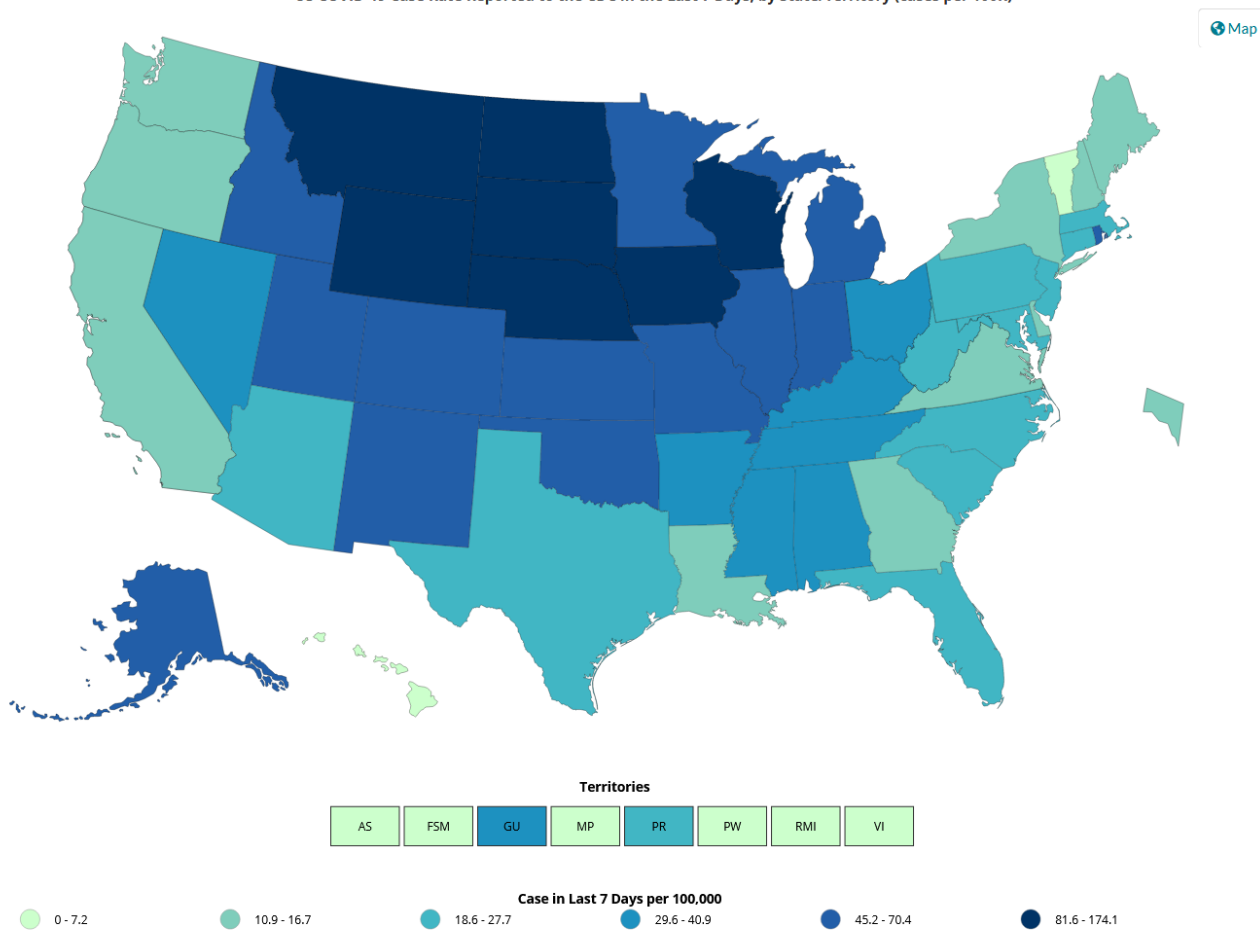 Map
Territories
AS FSM GU MP PR PW RMI VI
Case in Last 7 Days per 100,000
0 - 7.2 10.9 - 16.7 18.6 - 27.7 29.6 - 40.9 45.2 - 70.4 81.6 - 174.1